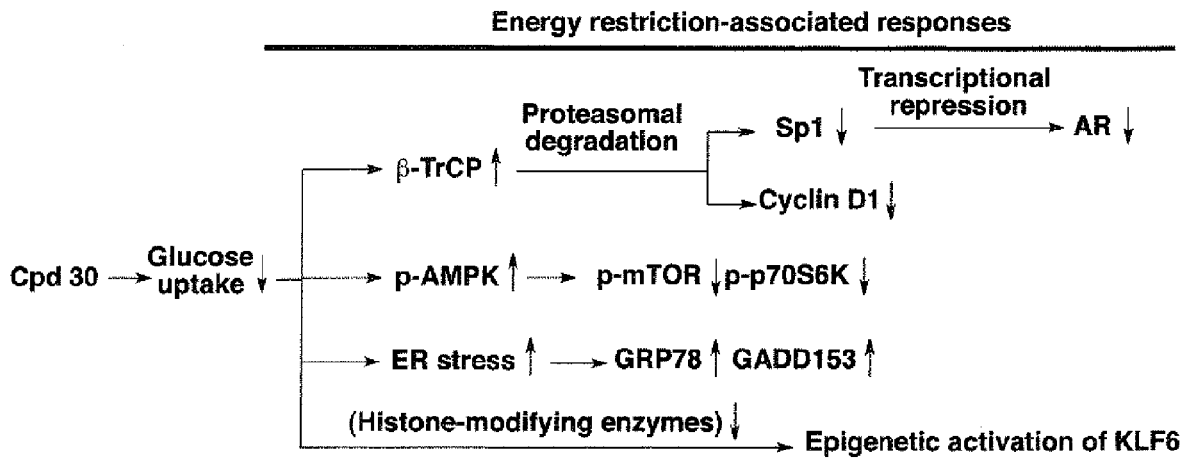 Energy restriction-associated responses
Transcriptional
repression
Proteasomal
degradation
Sp1 ↓
AR ↓
β-TrCP ↑
Cyclin D1 ↓
Cpd 30
Glucose
uptake ↓
p-AMPK ↑
p-mTOR ↓ p-p70S6K ↓
ER stress ↑
GRP78 ↑ GADD153 ↑
(Histone-modifying enzymes) ↓
Epigenetic activation of KLF6